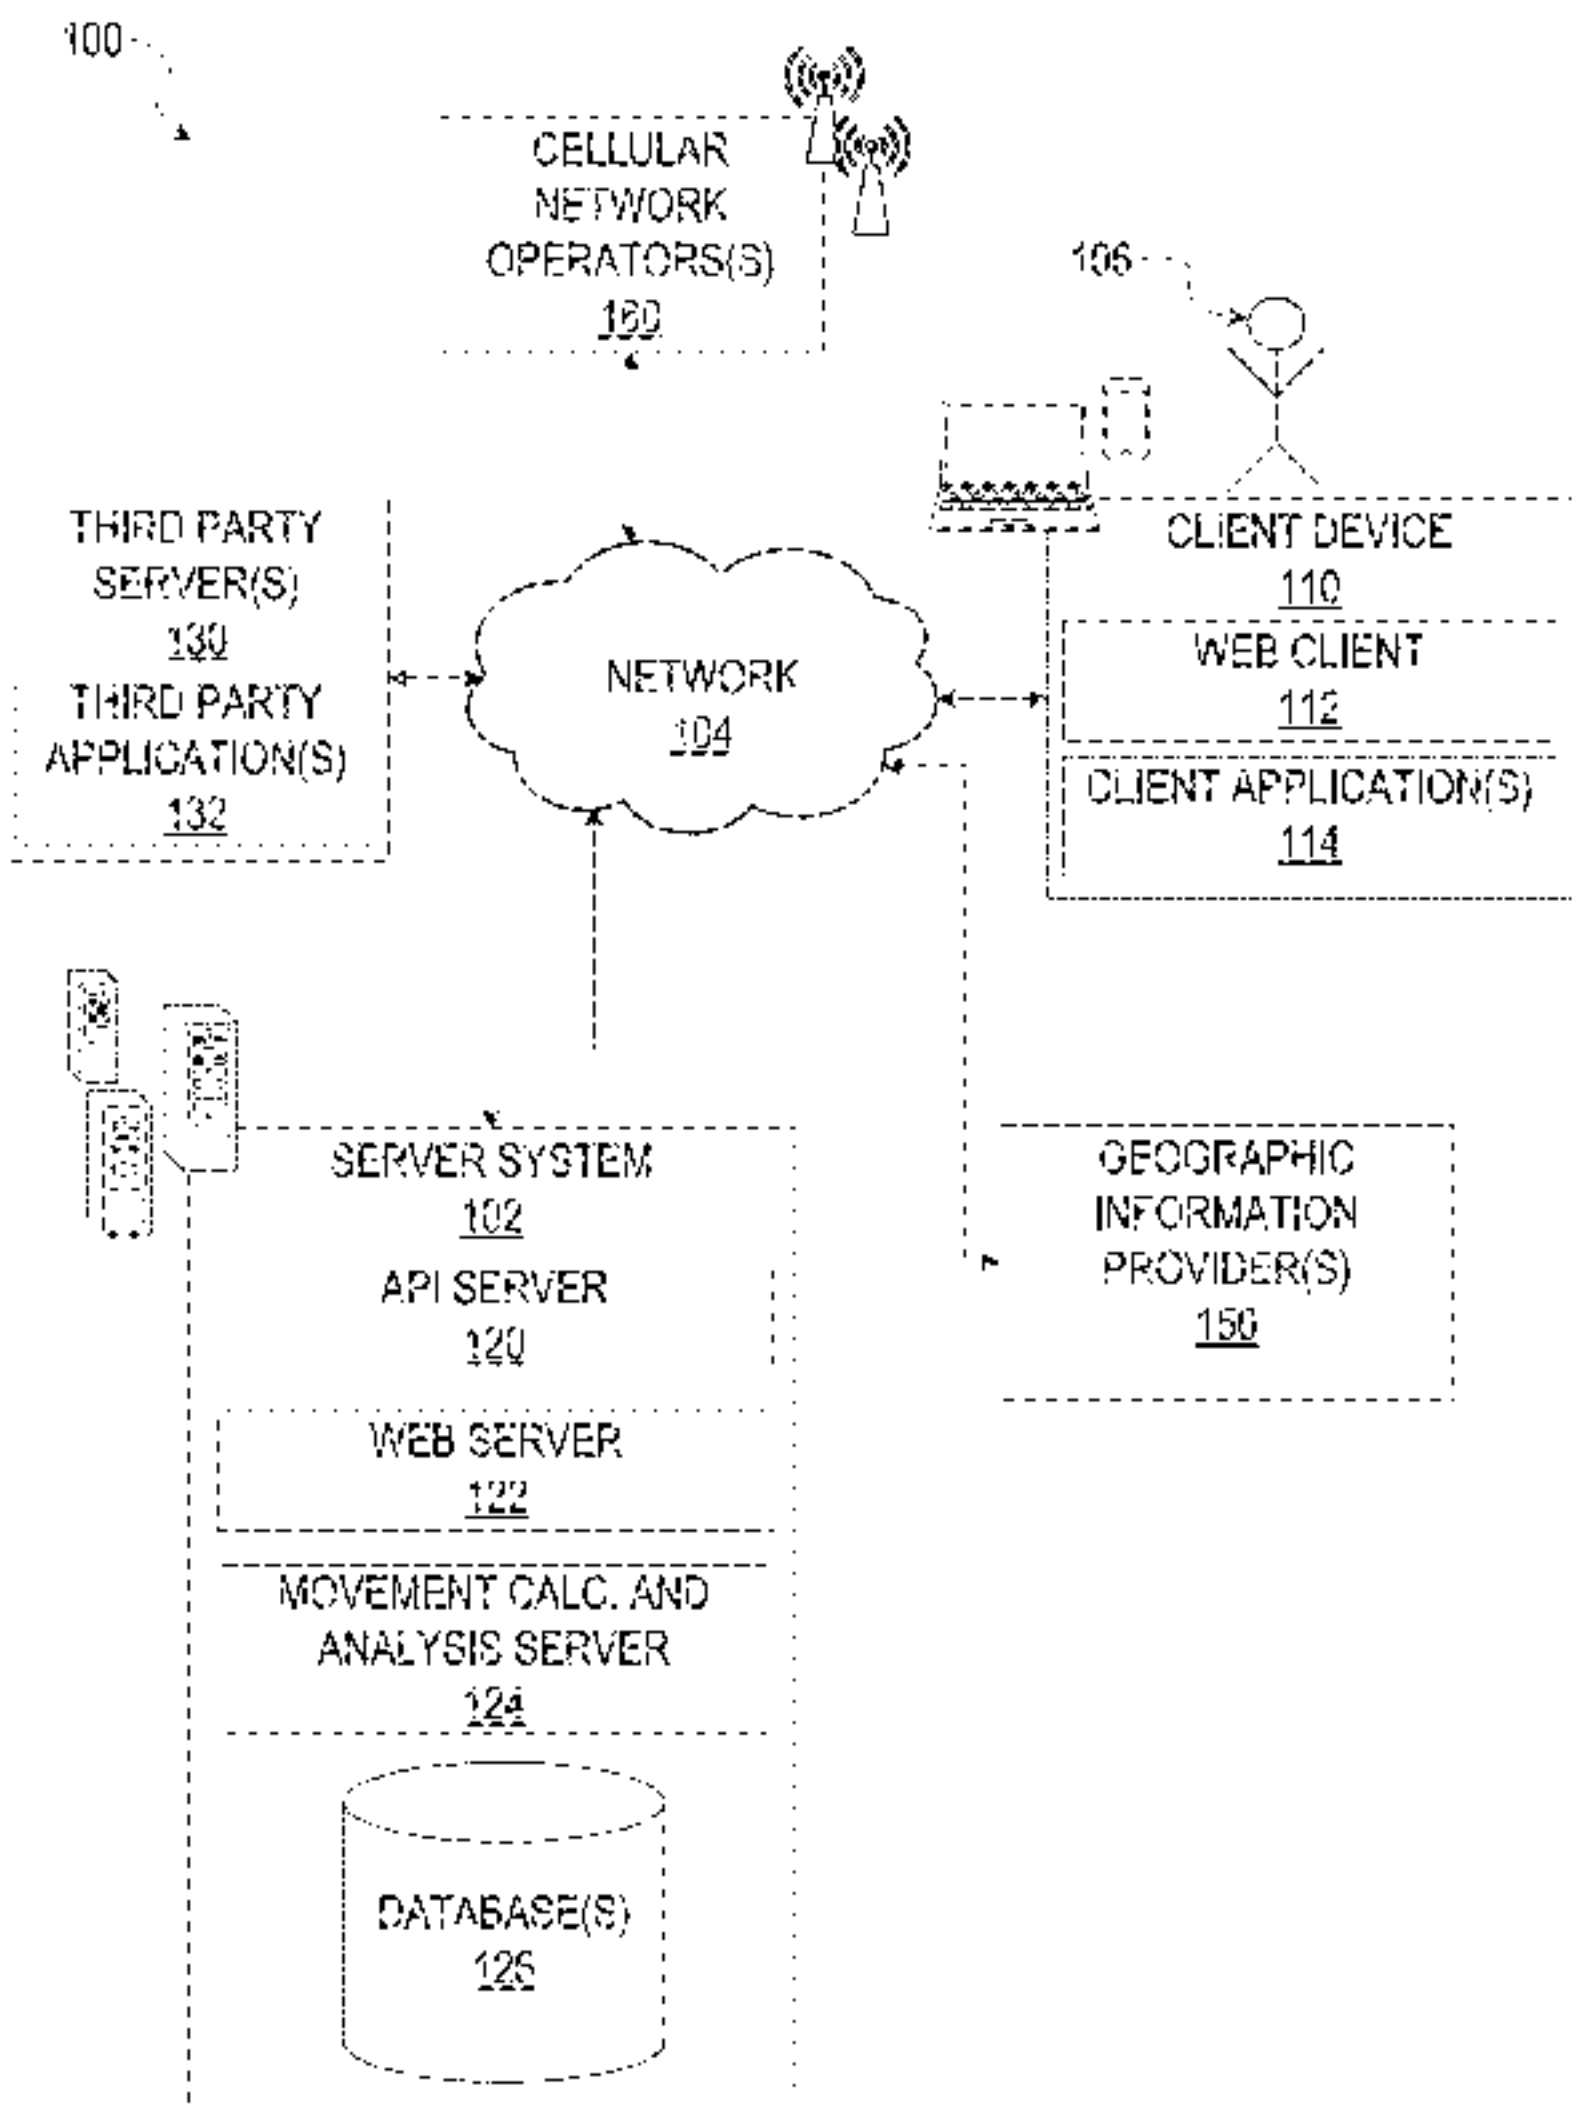 100
CELLULAR
NETWORK
OPERATORS(S)
160
106
THIRD PARTY
SERVER(S)
130
THIRD PARTY
APPLICATION(S)
132
NETWORK
104
CLIENT DEVICE
110
WEB CLIENT
112
CLIENT APPLICATION(S)
114
SERVER SYSTEM
102
API SERVER
120
WEB SERVER
122
MOVEMENT CALC. AND
ANALYSIS SERVER
124
DATABASE(S)
126
GEOGRAPHIC
INFORMATION
PROVIDER(S)
150